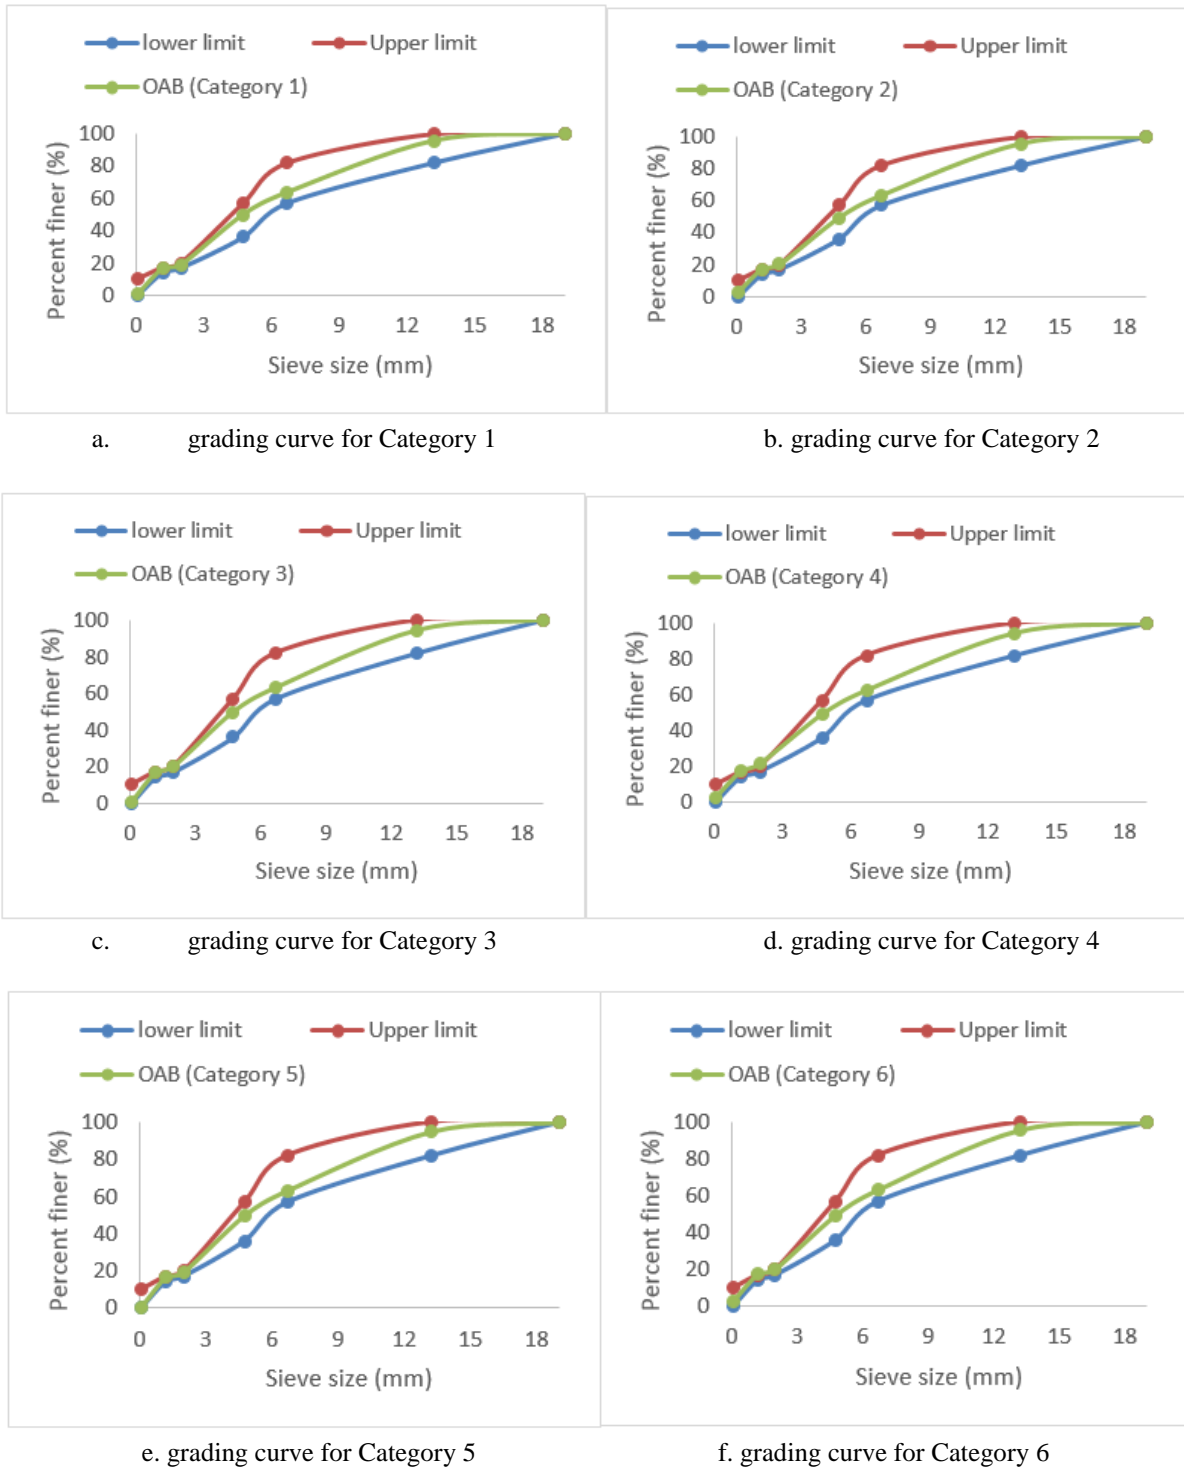 lower limit Upper limit
OAB (Category 1)
100
80
60
40
20
0
Percent finer (%)
0 3 6 9 12 15 18
Sieve size (mm)
a. grading curve for Category 1
lower limit Upper limit
OAB (Category 2)
100
80
60
40
20
0
Percent finer (%)
0 3 6 9 12 15 18
Sieve size (mm)
b. grading curve for Category 2
lower limit Upper limit
OAB (Category 3)
100
80
60
40
20
0
Percent finer (%)
0 3 6 9 12 15 18
Sieve size (mm)
c. grading curve for Category 3
lower limit Upper limit
OAB (Category 4)
100
80
60
40
20
0
Percent finer (%)
0 3 6 9 12 15 18
Sieve size (mm)
d. grading curve for Category 4
lower limit Upper limit
OAB (Category 5)
100
80
60
40
20
0
Percent finer (%)
0 3 6 9 12 15 18
Sieve size (mm)
e. grading curve for Category 5
lower limit Upper limit
OAB (Category 6)
100
80
60
40
20
0
Percent finer (%)
0 3 6 9 12 15 18
Sieve size (mm)
f. grading curve for Category 6